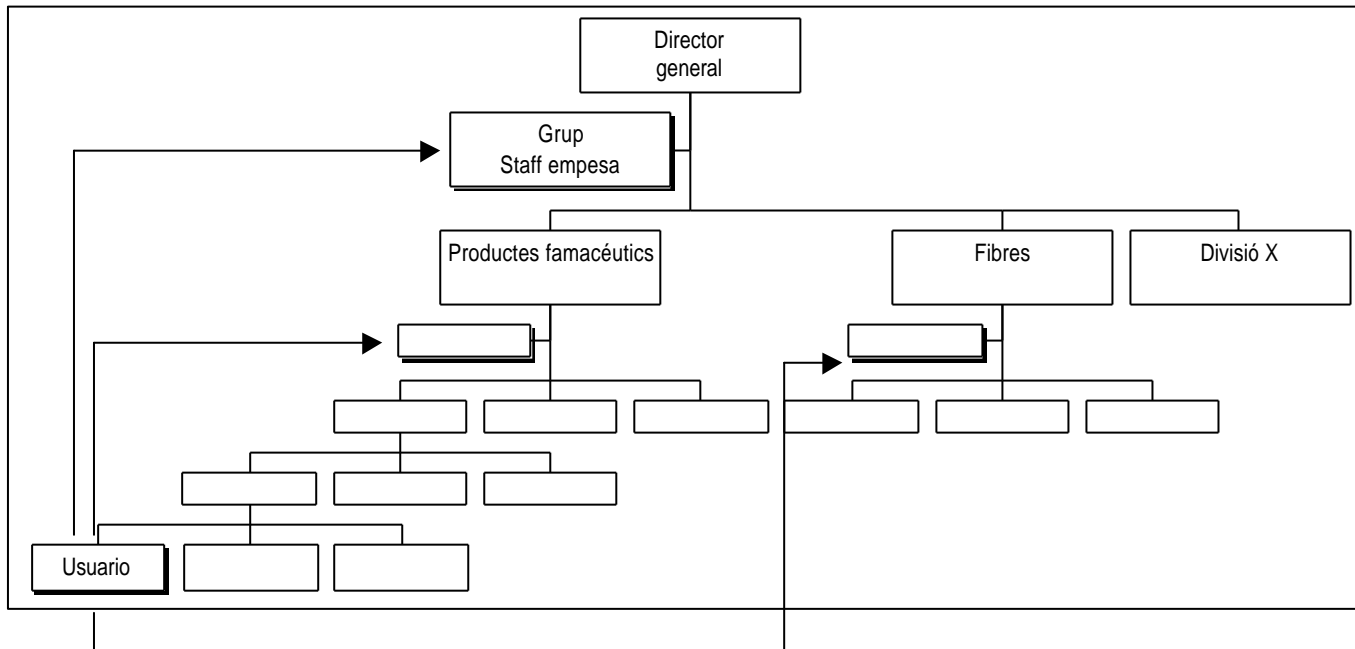 Director
general
Grup
Staff empesa
Productes famacéutics
Fibres
Divisió X
Usuario